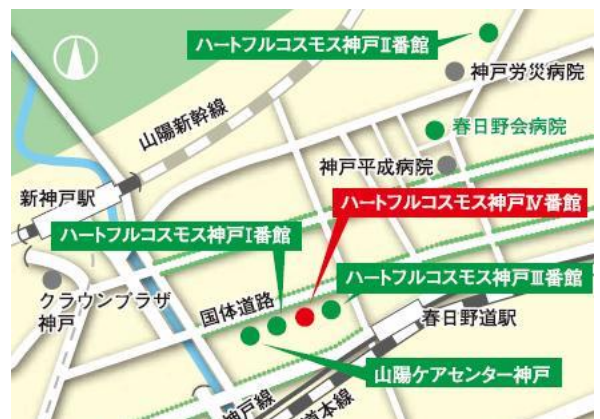 ハートフルコスモス神戸Ⅱ番館
神戸労災病院
山陽新幹線
春日野会病院
神戸平成病院
新神戸駅
ハートフルコスモス神戸Ⅳ番館
ハートフルコスモス神戸Ⅰ番館
ハートフルコスモス神戸Ⅲ番館
クラウンプラザ
神戸
国体道路
春日野道駅
山陽ケアセンター神戸
神戸線
道本線